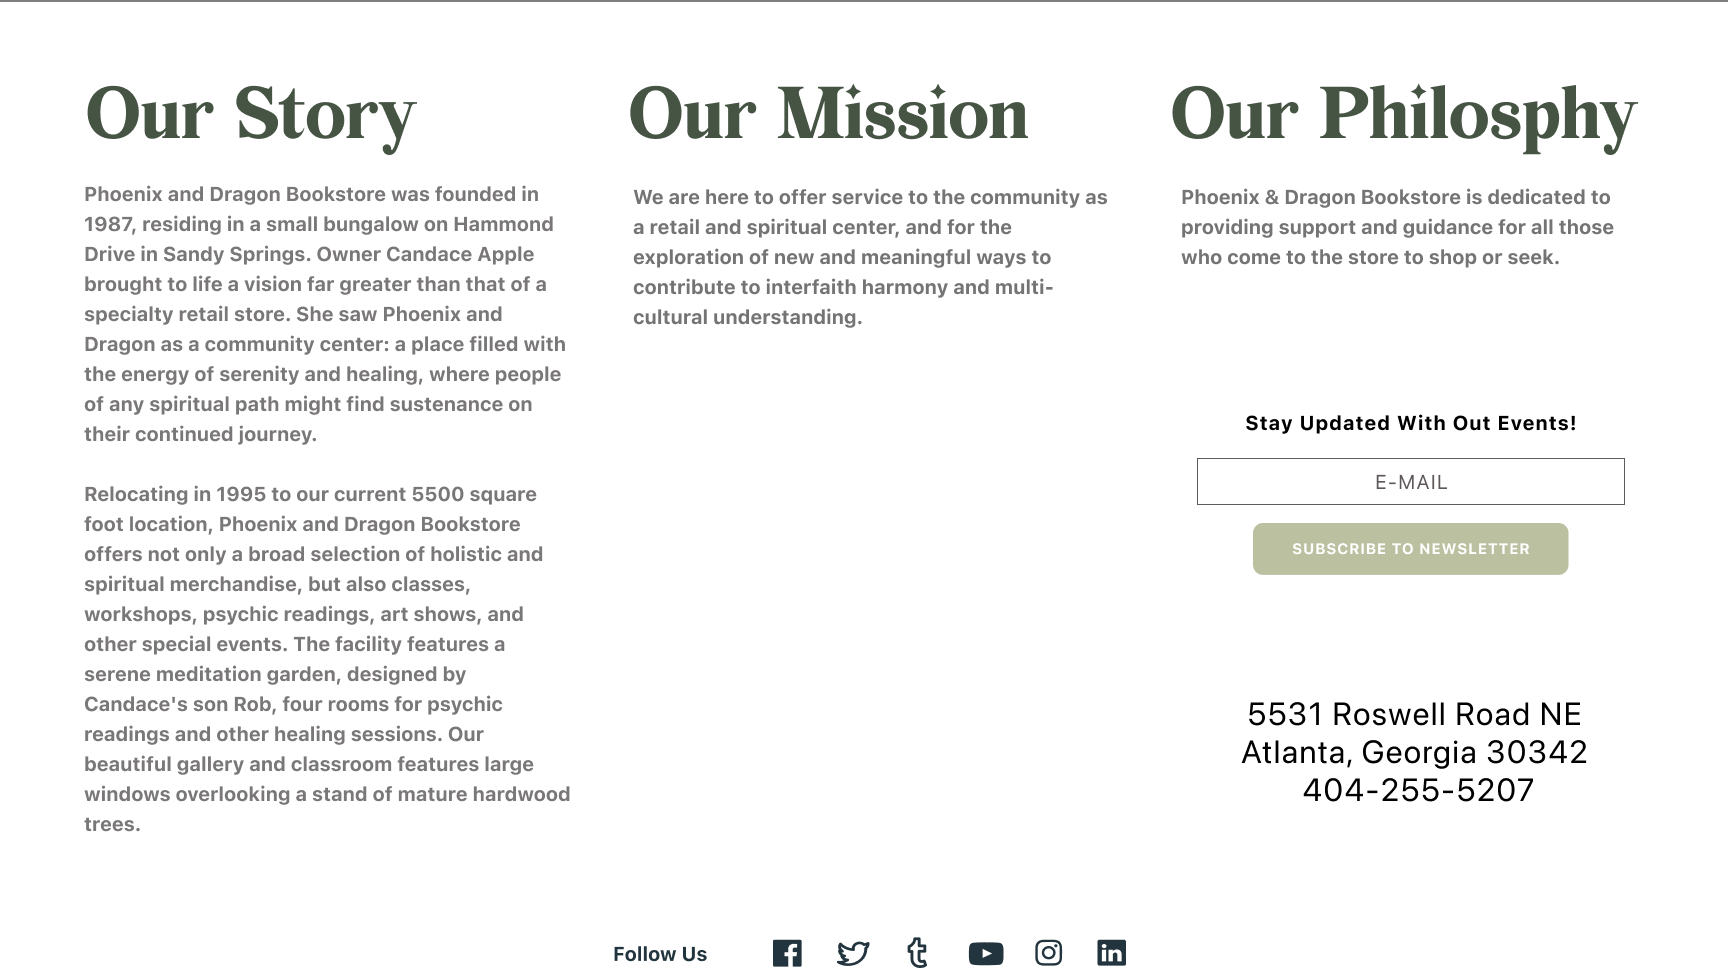 Our Story
Phoenix and Dragon Bookstore was founded in
1987, residing in a small bungalow on Hammond
Drive in Sandy Springs. Owner Candace Apple
brought to life a vision far greater than that of a
specialty retail store. She saw Phoenix and
Dragon as a community center: a place filled with
the energy of serenity and healing, where people
of any spiritual path might find sustenance on
their continued journey.
Relocating in 1995 to our current 5500 square
foot location, Phoenix and Dragon Bookstore
offers not only a broad selection of holistic and
spiritual merchandise, but also classes,
workshops, psychic readings, art shows, and
other special events. The facility features a
serene meditation garden, designed by
Candace's son Rob, four rooms for psychic
readings and other healing sessions. Our
beautiful gallery and classroom features large
windows overlooking a stand of mature hardwood
trees.
Our Mission
We are here to offer service to the community as
a retail and spiritual center, and for the
exploration of new and meaningful ways to
contribute to interfaith harmony and multi-
cultural understanding.
Our Philosphy
Phoenix & Dragon Bookstore is dedicated to
providing support and guidance for all those
who come to the store to shop or seek.
Stay Updated With Out Events!
E-MAIL
SUBSCRIBE TO NEWSLETTER
5531 Roswell Road NE
Atlanta, Georgia 30342
404-255-5207
Follow Us